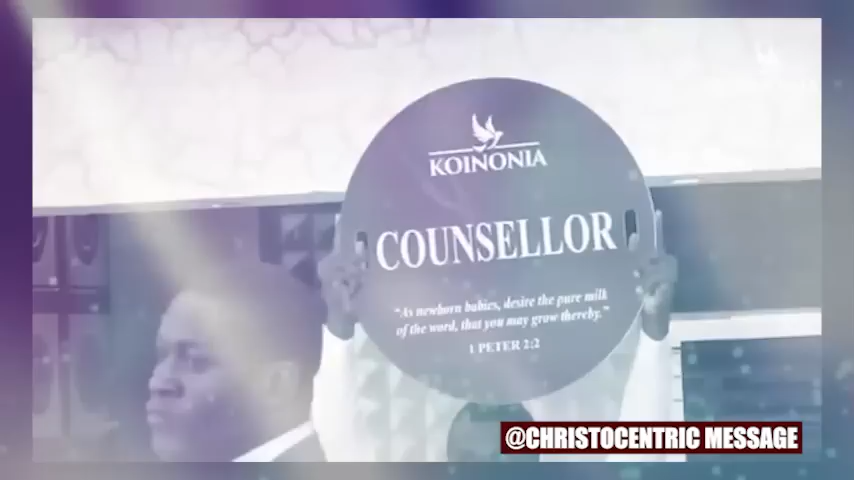 KOINONIA
COUNSELLOR
"As newborn babies, desire the pure milk
of the word, that you may grow thereby."
1 PETER 2:2
@CHRISTOCENTRIC MESSAGE